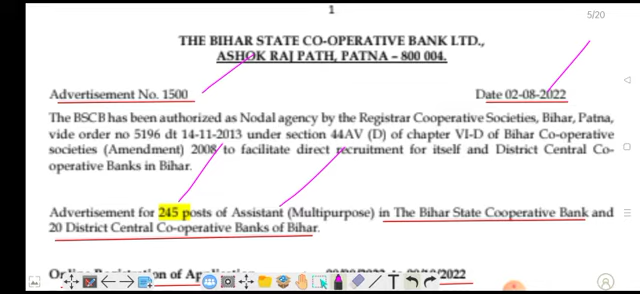 1
5/20
THE BIHAR STATE CO-OPERATIVE BANK LTD.,
ASHOK RAJ PATH, PATNA – 800 004.
Advertisement No. 1500
Date 02-08-2022
The BSCB has been authorized as Nodal agency by the Registrar Cooperative Societies, Bihar, Patna,
vide order no 5196 dt 14-11-2013 under section 44AV (D) of chapter VI-D of Bihar Co-operative
societies (Amendment) 2008 to facilitate direct recruitment for itself and District Central Co-
operative Banks in Bihar.
Advertisement for 245 posts of Assistant (Multipurpose) in The Bihar State Cooperative Bank and
20 District Central Co-operative Banks of Bihar.
of
2022